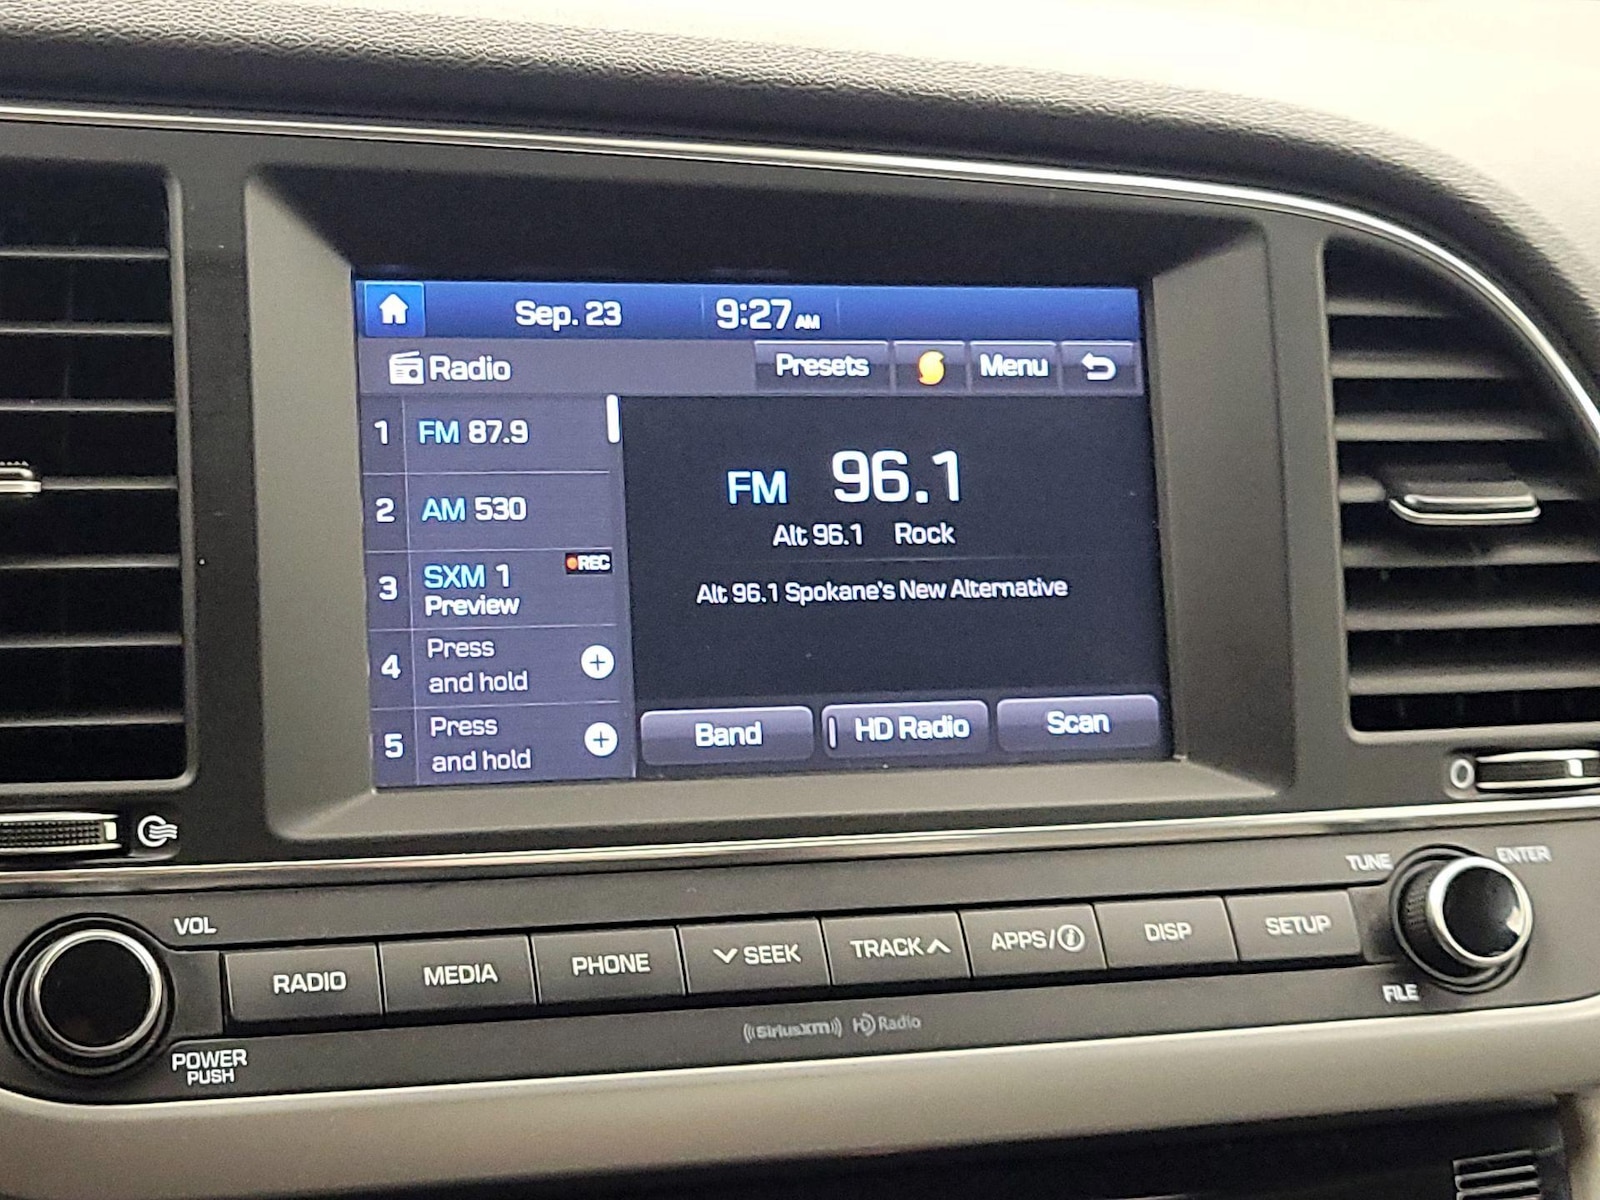 Sep. 23 9:27 AM
Radio Presets Menu
1 FM 87.9
2 AM 530
3 SXM 1 REC
Preview
4 Press
and hold
5 Press
and hold
FM 96.1
Alt 96.1 Rock
Alt 96.1 Spokane's New Alternative
Band HD Radio Scan
VOL
POWER
PUSH
RADIO MEDIA PHONE SEEK TRACK APPS/i DISP SETUP
TUNE ENTER
FILE
((SiriusXM)) HD Radio